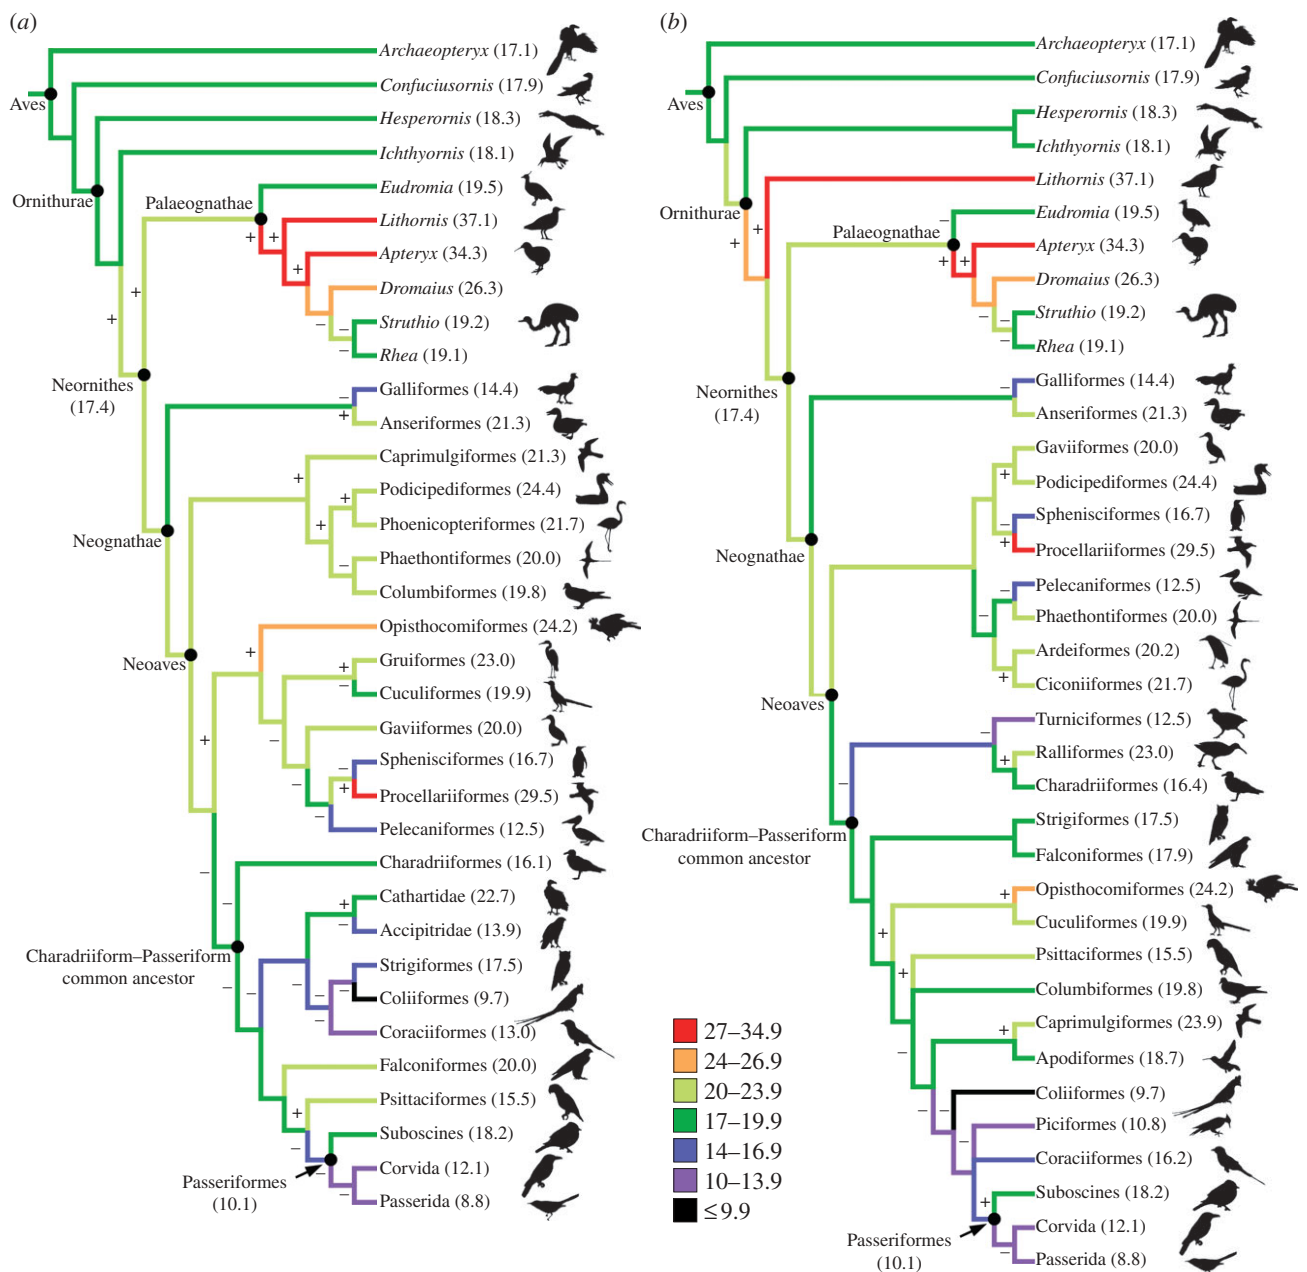 (a)
Archaeopteryx (17.1)
Confuciusornis (17.9)
Aves
Hesperornis (18.3)
Ichthyornis (18.1)
Ornithurae
Palaeognathae
Eudromia (19.5)
Lithornis (37.1)
+
+
Apteryx (34.3)
+
Dromaius (26.3)
+
+
Struthio (19.2)
−
−
−
Rhea (19.1)
Neornithes
(17.4)
Galliformes (14.4)
−
+
Anseriformes (21.3)
Caprimulgiformes (21.3)
+
Podicipediformes (24.4)
+
+
Phoenicopteriformes (21.7)
Neognathae
Phaethontiformes (20.0)
−
Columbiformes (19.8)
Opisthocomiformes (24.2)
+
Neoaves
Gruiformes (23.0)
+
−
Cuculiformes (19.9)
Gaviiformes (20.0)
+
−
Sphenisciformes (16.7)
−
−
+
Procellariiformes (29.5)
−
Pelecaniformes (12.5)
Charadriiformes (16.1)
−
−
Cathartidae (22.7)
+
−
Accipitridae (13.9)
Charadriiform–Passeriform
common ancestor
Strigiformes (17.5)
−
−
−
−
Coliiformes (9.7)
−
Coraciiformes (13.0)
Falconiformes (20.0)
Psittaciformes (15.5)
+
Suboscines (18.2)
Passeriformes
(10.1)
−
Corvida (12.1)
−
Passerida (8.8)
(b)
Archaeopteryx (17.1)
Confuciusornis (17.9)
Aves
Hesperornis (18.3)
Ichthyornis (18.1)
Lithornis (37.1)
Ornithurae
+
+
Palaeognathae
Eudromia (19.5)
−
Apteryx (34.3)
+
+
Dromaius (26.3)
Struthio (19.2)
−
−
Rhea (19.1)
Neornithes
(17.4)
Galliformes (14.4)
−
Anseriformes (21.3)
Gaviiformes (20.0)
+
Podicipediformes (24.4)
Sphenisciformes (16.7)
−
+
Procellariiformes (29.5)
Neognathae
Pelecaniformes (12.5)
−
−
Phaethontiformes (20.0)
Ardeiformes (20.2)
+
Ciconiiformes (21.7)
Neoaves
Turniciformes (12.5)
−
Ralliformes (23.0)
+
−
Charadriiformes (16.4)
Charadriiform–Passeriform
common ancestor
Strigiformes (17.5)
Falconiformes (17.9)
Opisthocomiformes (24.2)
+
Cuculiformes (19.9)
+
Psittaciformes (15.5)
+
Columbiformes (19.8)
Caprimulgiformes (23.9)
+
−
Apodiformes (18.7)
Coliiformes (9.7)
−
−
Piciformes (10.8)
−
Coraciiformes (16.2)
Suboscines (18.2)
+
Passeriformes
(10.1)
Corvida (12.1)
−
Passerida (8.8)
27–34.9
24–26.9
20–23.9
17–19.9
14–16.9
10–13.9
≤9.9